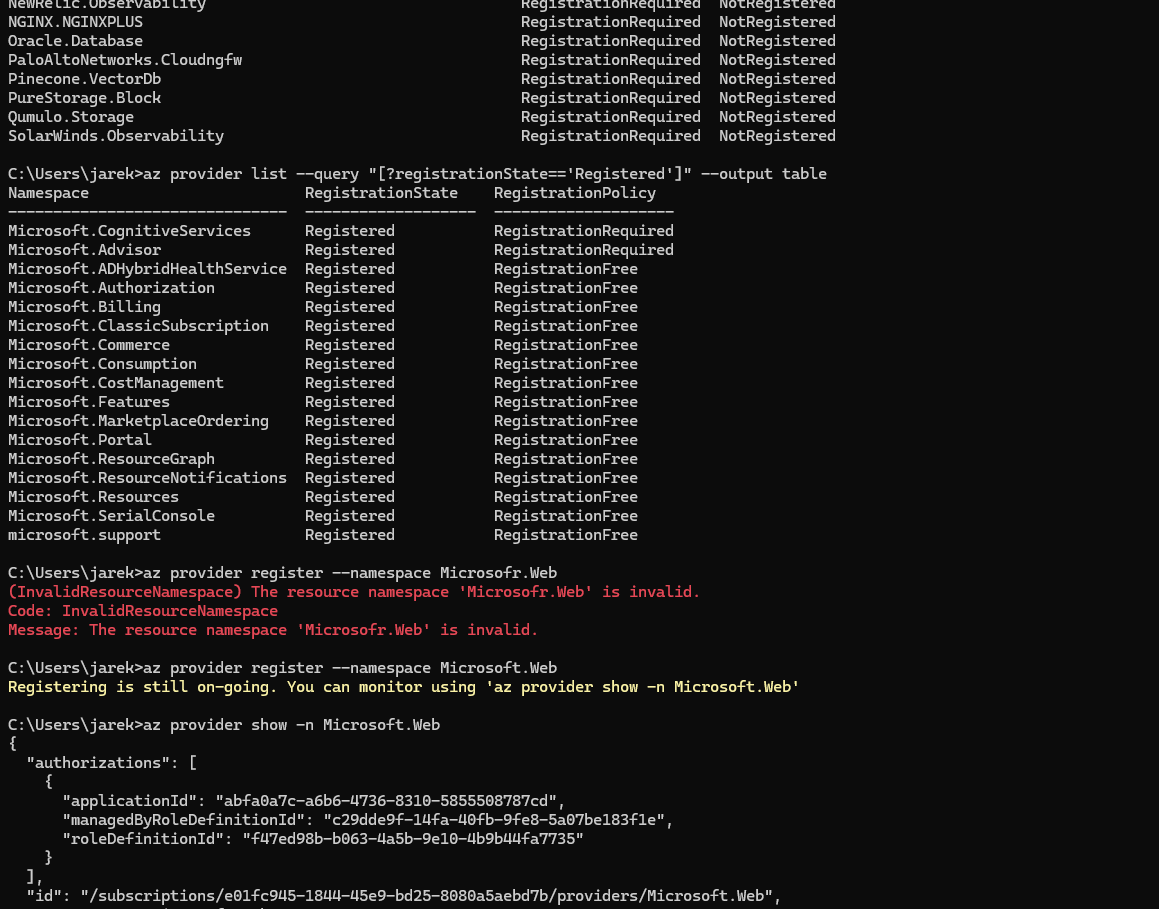 NewRelic.Observability RegistrationRequired NotRegistered
NGINX.NGINXPLUS RegistrationRequired NotRegistered
Oracle.Database RegistrationRequired NotRegistered
PaloAltoNetworks.Cloudngfw RegistrationRequired NotRegistered
Pinecone.VectorDb RegistrationRequired NotRegistered
PureStorage.Block RegistrationRequired NotRegistered
Qumulo.Storage RegistrationRequired NotRegistered
SolarWinds.Observability RegistrationRequired NotRegistered
C:\Users\jarek>az provider list --query "[?registrationState=='Registered']" --output table
Namespace RegistrationState RegistrationPolicy
------------------------------- ------------------- --------------------
Microsoft.CognitiveServices Registered RegistrationRequired
Microsoft.Advisor Registered RegistrationRequired
Microsoft.ADHybridHealthService Registered RegistrationFree
Microsoft.Authorization Registered RegistrationFree
Microsoft.Billing Registered RegistrationFree
Microsoft.ClassicSubscription Registered RegistrationFree
Microsoft.Commerce Registered RegistrationFree
Microsoft.Consumption Registered RegistrationFree
Microsoft.CostManagement Registered RegistrationFree
Microsoft.Features Registered RegistrationFree
Microsoft.MarketplaceOrdering Registered RegistrationFree
Microsoft.Portal Registered RegistrationFree
Microsoft.ResourceGraph Registered RegistrationFree
Microsoft.ResourceNotifications Registered RegistrationFree
Microsoft.Resources Registered RegistrationFree
Microsoft.SerialConsole Registered RegistrationFree
microsoft.support Registered RegistrationFree
C:\Users\jarek>az provider register --namespace Microsofr.Web
(InvalidResourceNamespace) The resource namespace 'Microsofr.Web' is invalid.
Code: InvalidResourceNamespace
Message: The resource namespace 'Microsofr.Web' is invalid.
C:\Users\jarek>az provider register --namespace Microsoft.Web
Registering is still on-going. You can monitor using 'az provider show -n Microsoft.Web'
C:\Users\jarek>az provider show -n Microsoft.Web
{
"authorizations": [
{
"applicationId": "abfa0a7c-a6b6-4736-8310-5855508787cd",
"managedByRoleDefinitionId": "c29dde9f-14fa-40fb-9fe8-5a07be183f1e",
"roleDefinitionId": "f47ed98b-b063-4a5b-9e10-4b9b44fa7735"
}
],
"id": "/subscriptions/e01fc945-1844-45e9-bd25-8080a5aebd7b/providers/Microsoft.Web",